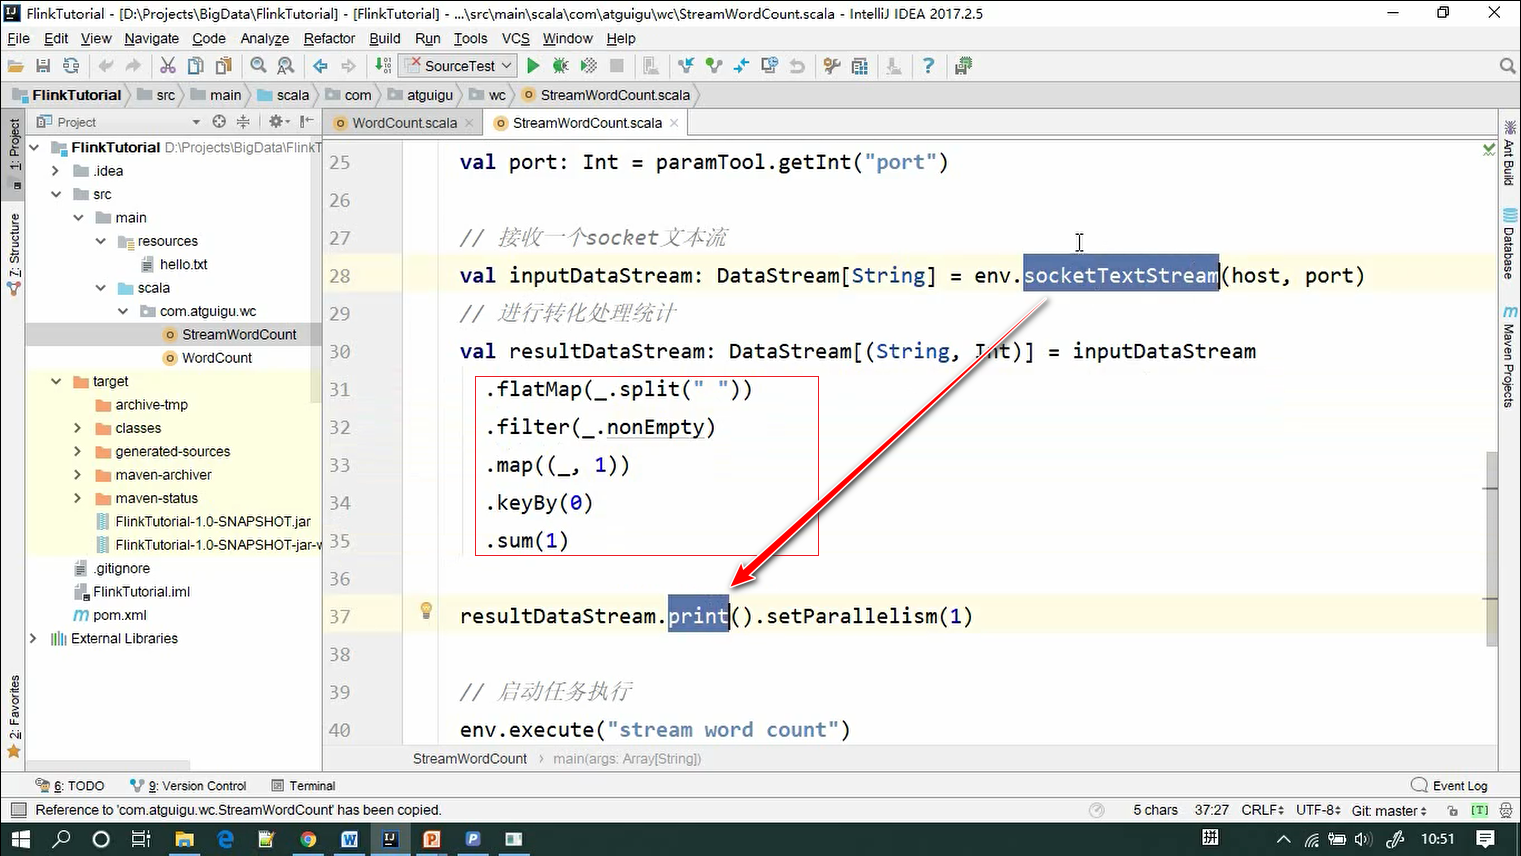 FlinkTutorial - [D:\Projects\BigData\FlinkTutorial] - [FlinkTutorial] - ...\src\main\scala\com\atguigu\wc\StreamWordCount.scala - IntelliJ IDEA 2017.2.5
File Edit View Navigate Code Analyze Refactor Build Run Tools VCS Window Help
SourceTest
FlinkTutorial src main scala com atguigu wc StreamWordCount.scala
Project
WordCount.scala StreamWordCount.scala
1: Project
7: Structure
2: Favorites
FlinkTutorial D:\Projects\BigData\FlinkT
.idea
src
main
resources
hello.txt
scala
com.atguigu.wc
StreamWordCount
WordCount
target
archive-tmp
classes
generated-sources
maven-archiver
maven-status
FlinkTutorial-1.0-SNAPSHOT.jar
FlinkTutorial-1.0-SNAPSHOT-jar-w
.gitignore
FlinkTutorial.iml
pom.xml
External Libraries
25 val port: Int = paramTool.getInt("port")
26
27 // 接收一个socket文本流
28 val inputDataStream: DataStream[String] = env.socketTextStream(host, port)
29 // 进行转化处理统计
30 val resultDataStream: DataStream[(String, Int)] = inputDataStream
31 .flatMap(_.split(" "))
32 .filter(_.nonEmpty)
33 .map((_, 1))
34 .keyBy(0)
35 .sum(1)
36
37 resultDataStream.print().setParallelism(1)
38
39 // 启动任务执行
40 env.execute("stream word count")
Ant Build
Database
Maven Projects
StreamWordCount main(args: Array[String])
6: TODO 9: Version Control Terminal Event Log
Reference to 'com.atguigu.wc.StreamWordCount' has been copied. 5 chars 37:27 CRLF UTF-8 Git: master [T]
拼 10:51